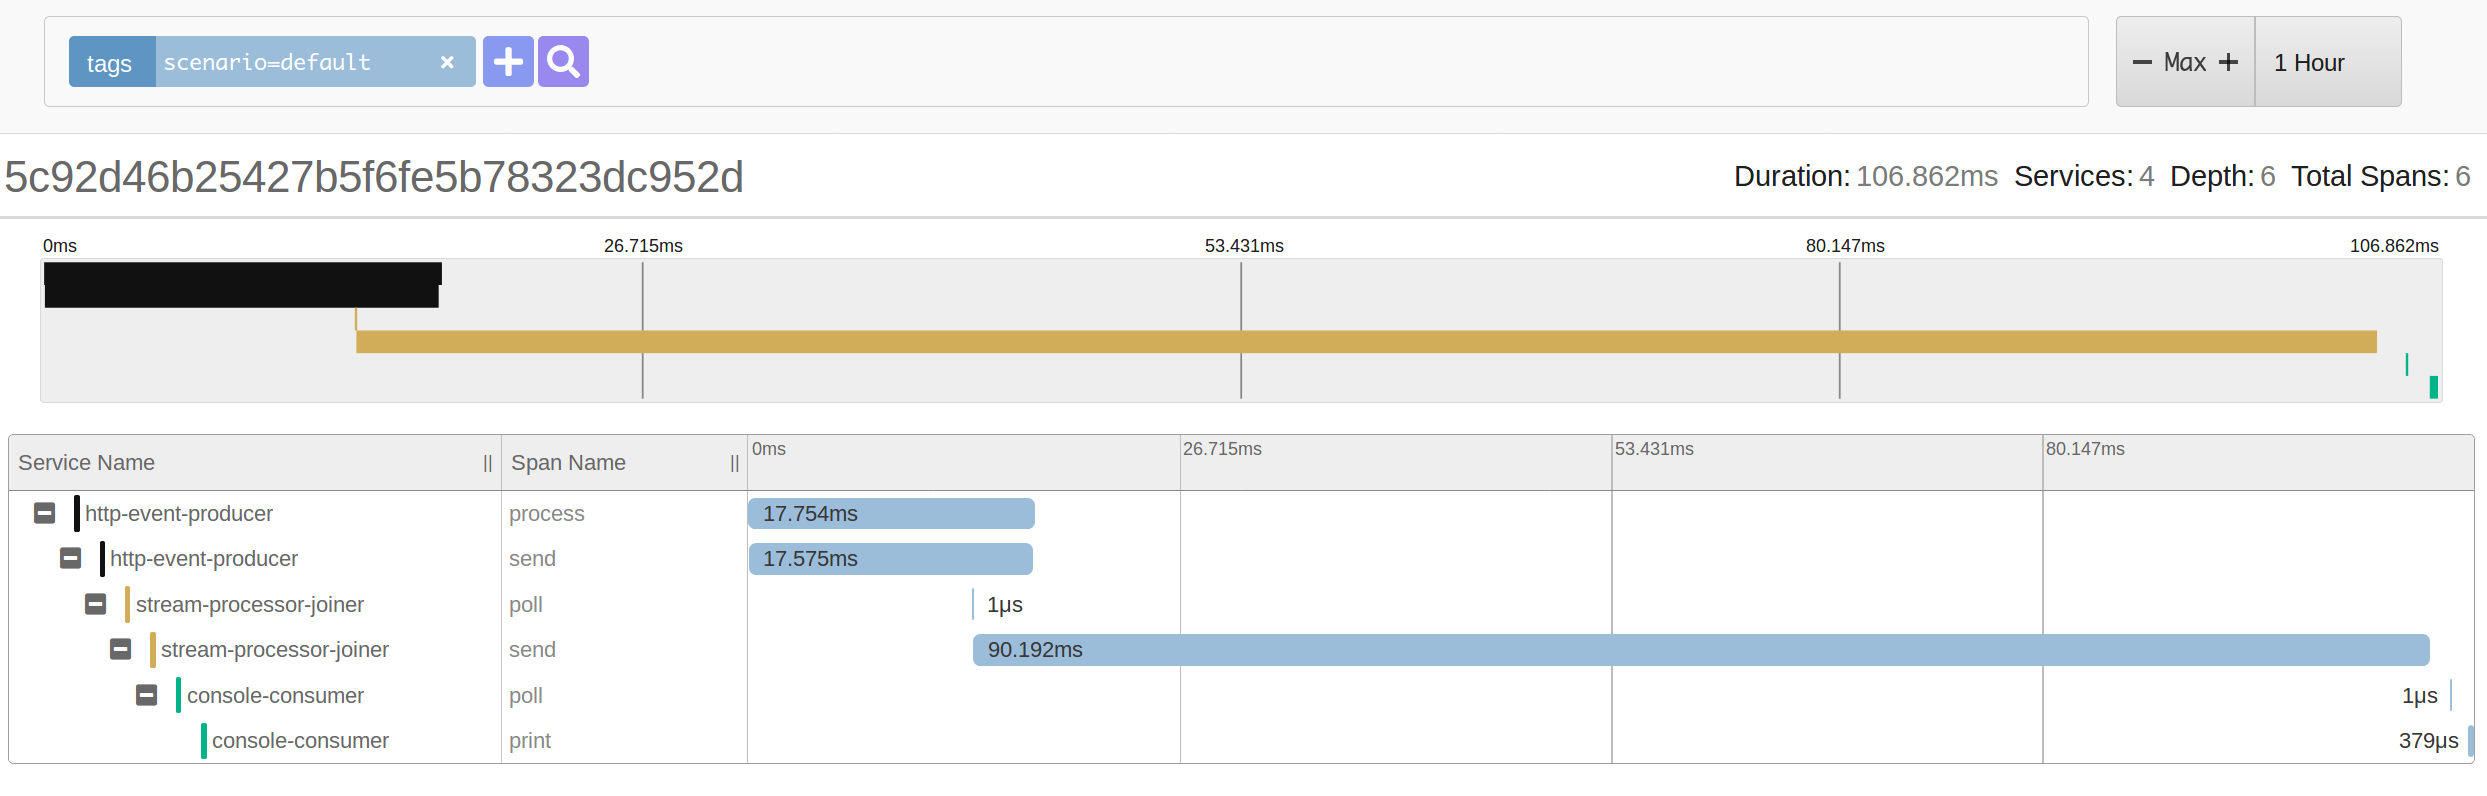 tags scenario=default × Max 1 Hour
5c92d46b25427b5f6fe5b78323dc952d Duration: 106.862ms Services: 4 Depth: 6 Total Spans: 6
0ms 26.715ms 53.431ms 80.147ms 106.862ms
Service Name || Span Name || 0ms 26.715ms 53.431ms 80.147ms
http-event-producer process 17.754ms
http-event-producer send 17.575ms
stream-processor-joiner poll 1μs
stream-processor-joiner send 90.192ms
console-consumer poll 1μs
console-consumer print 379μs